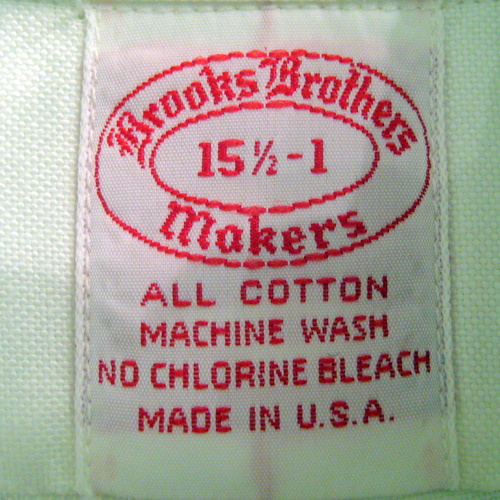 Brooks Brothers
15½-1
Makers
ALL COTTON
MACHINE WASH
NO CHLORINE BLEACH
MADE IN U.S.A.